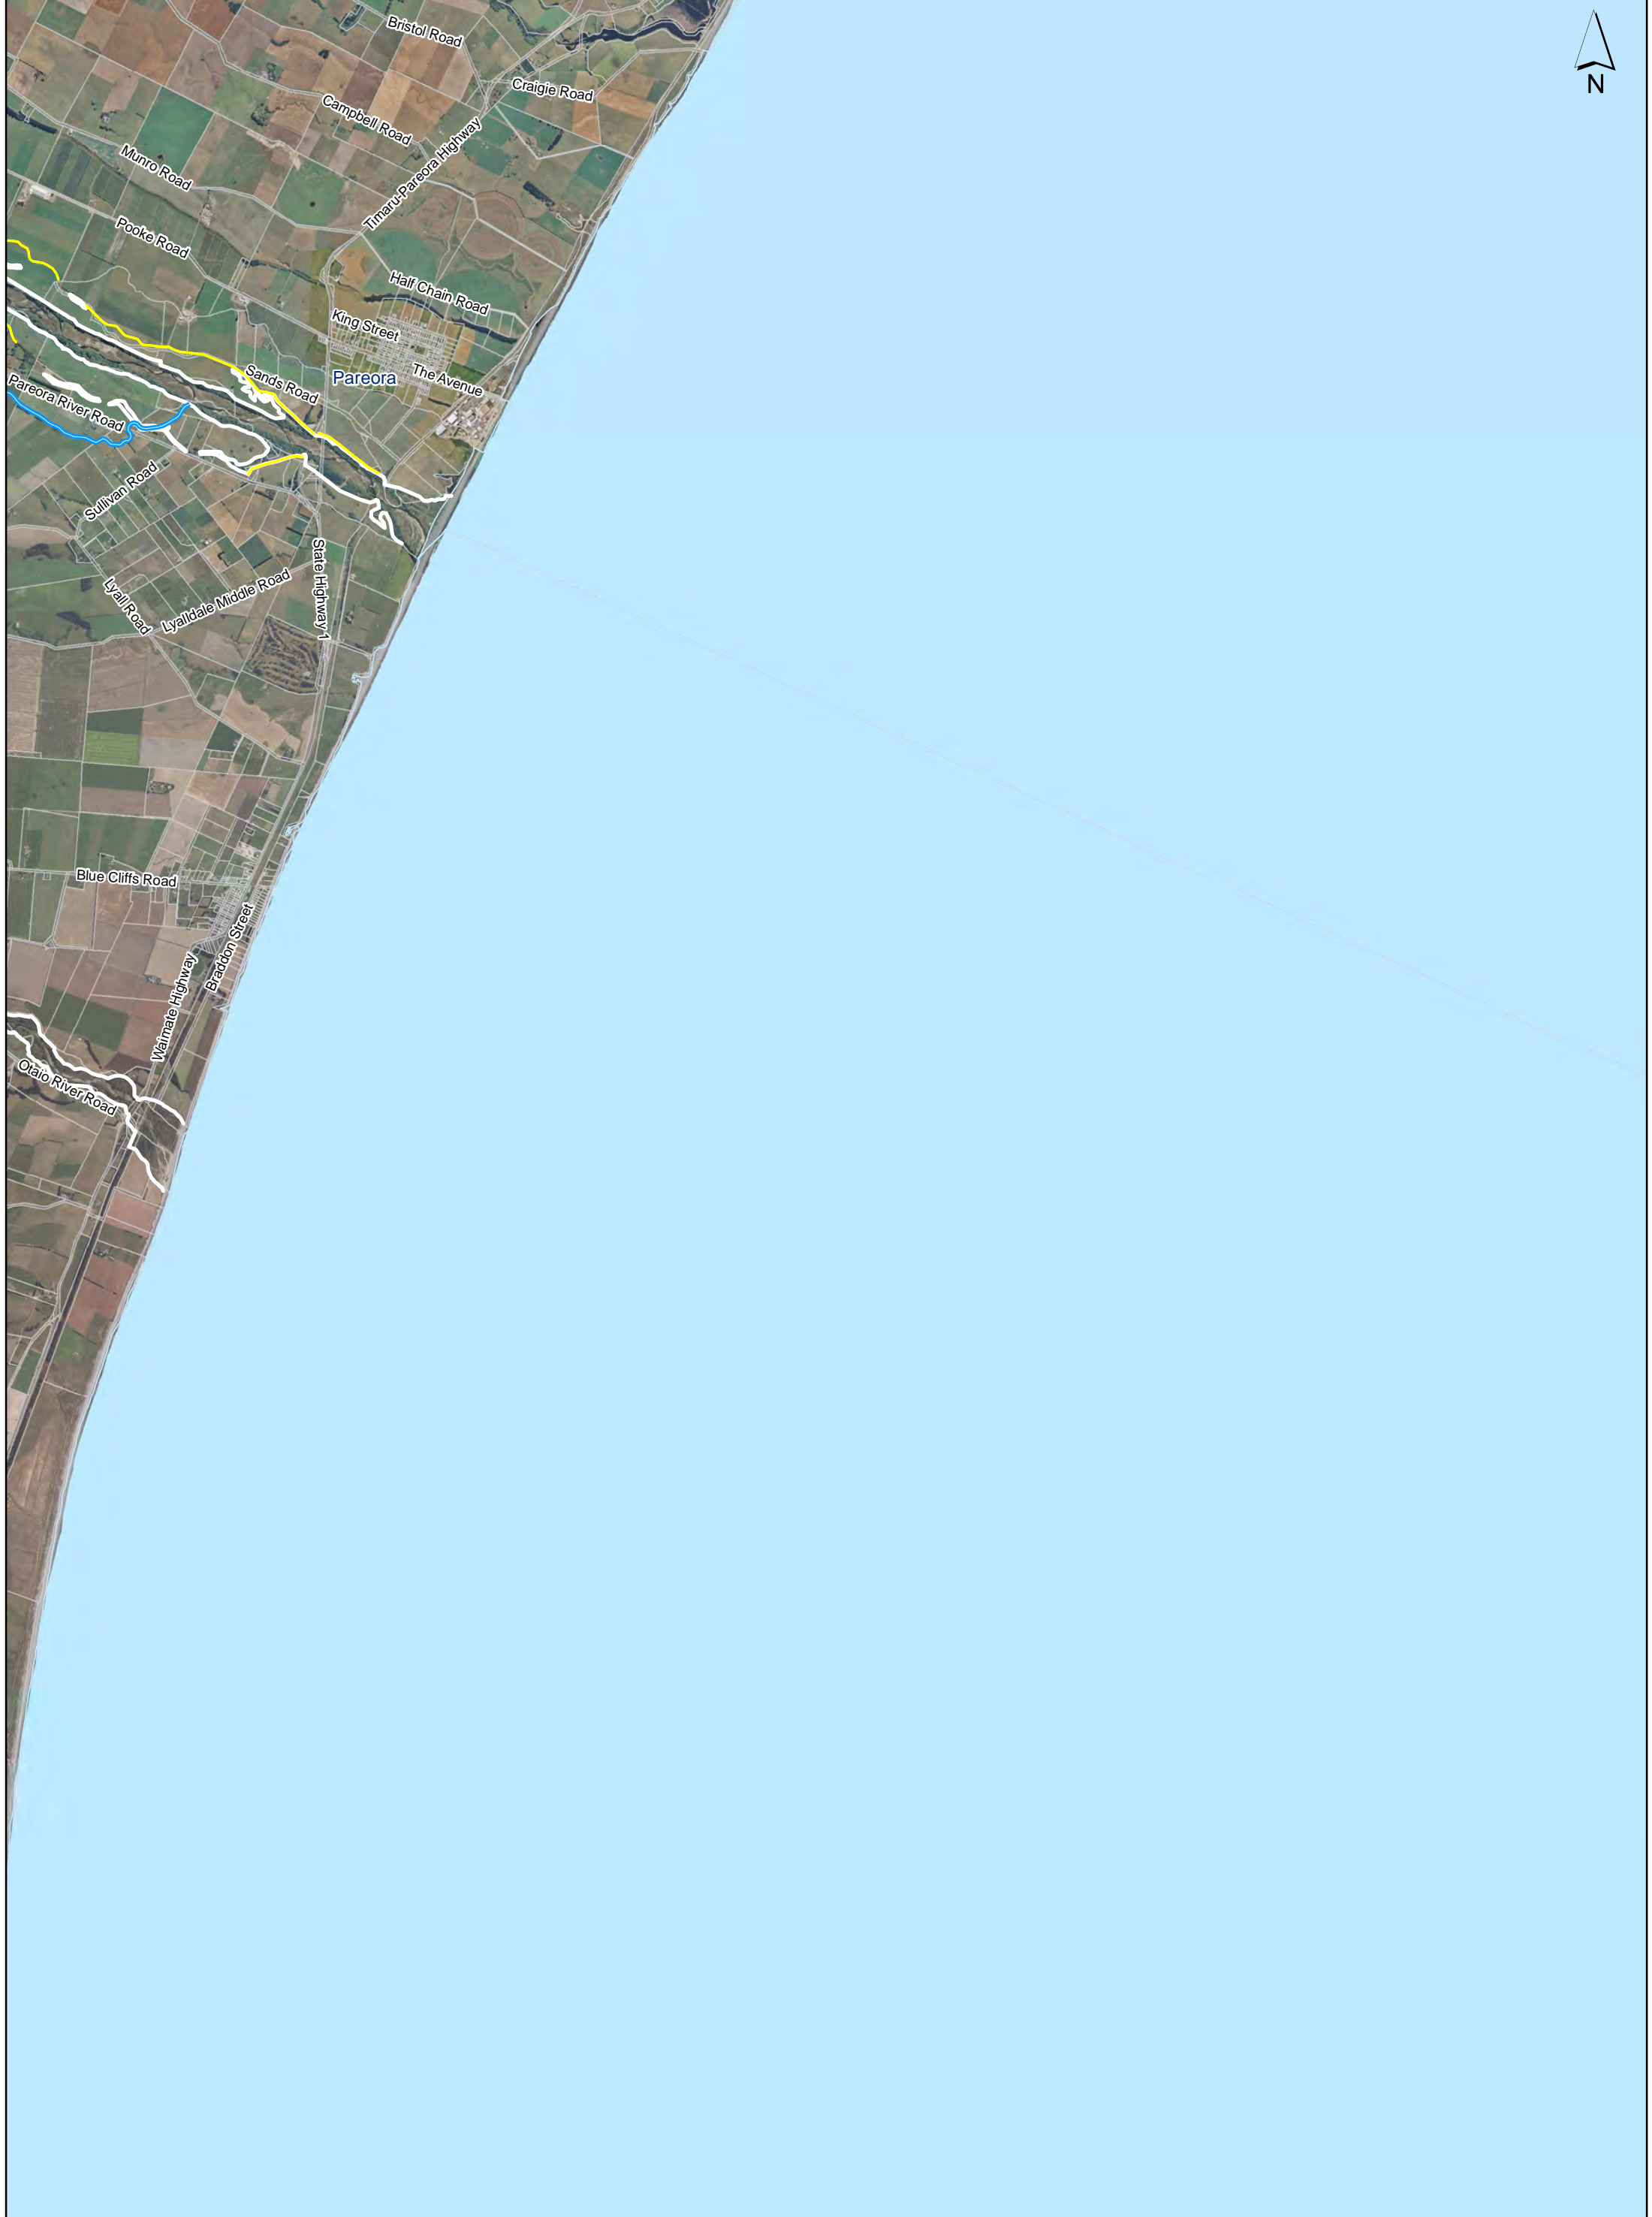 Bristol Road
Craigie Road
N
Campbell Road
Timaru-Pareora Highway
Munro Road
Pooke Road
Half Chain Road
King Street
The Avenue
Pareora
Sands Road
Pareora River Road
Sullivan Road
State Highway 1
Lyall Road
Lyalldale Middle Road
Blue Cliffs Road
Braddon Street
Waimate Highway
Otaio River Road